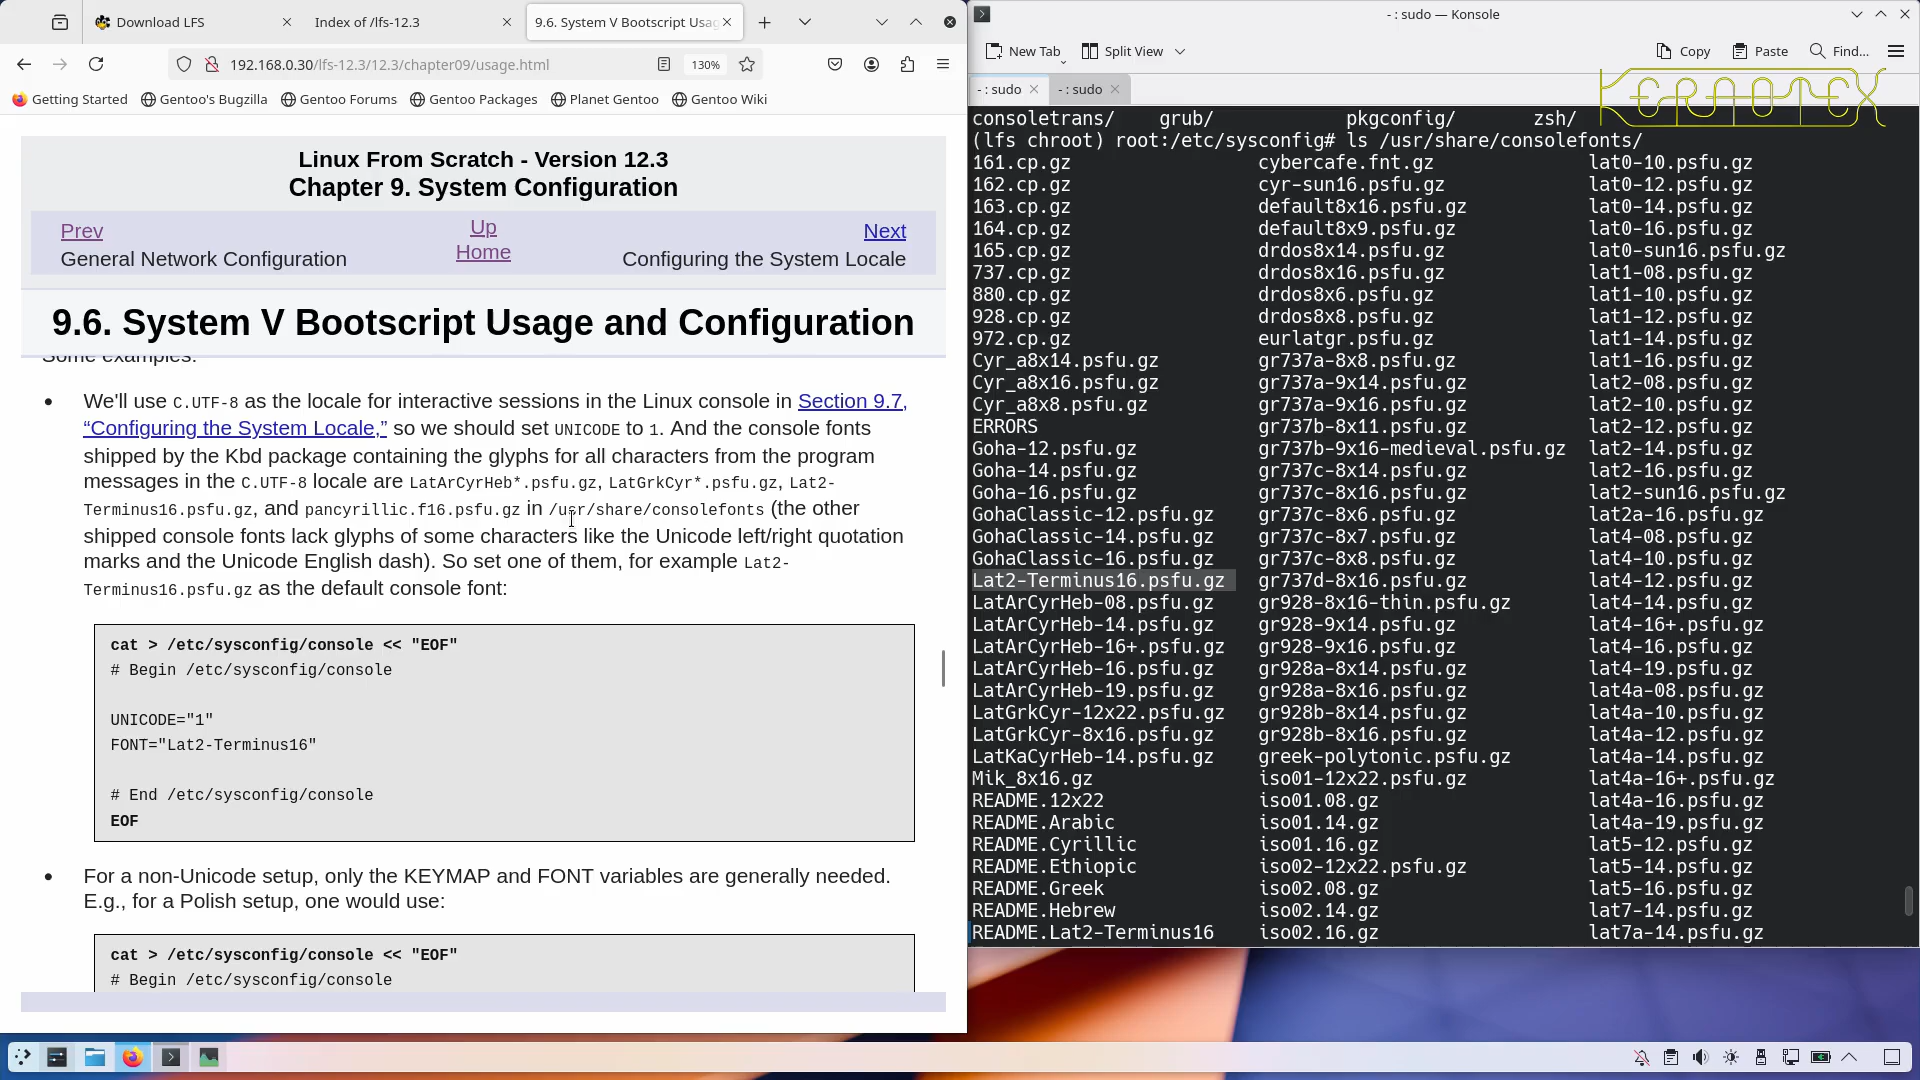 Download LFS
Index of /lfs-12.3
9.6. System V Bootscript Usag
192.168.0.30/lfs-12.3/12.3/chapter09/usage.html
130%
Getting Started
Gentoo's Bugzilla
Gentoo Forums
Gentoo Packages
Planet Gentoo
Gentoo Wiki
Linux From Scratch - Version 12.3
Chapter 9. System Configuration
Prev
Up
Next
Home
General Network Configuration
Configuring the System Locale
9.6. System V Bootscript Usage and Configuration
Some examples:
• We'll use C.UTF-8 as the locale for interactive sessions in the Linux console in Section 9.7,
“Configuring the System Locale,” so we should set UNICODE to 1. And the console fonts
shipped by the Kbd package containing the glyphs for all characters from the program
messages in the C.UTF-8 locale are LatArCyrHeb*.psfu.gz, LatGrkCyr*.psfu.gz, Lat2-
Terminus16.psfu.gz, and pancyrillic.f16.psfu.gz in /usr/share/consolefonts (the other
shipped console fonts lack glyphs of some characters like the Unicode left/right quotation
marks and the Unicode English dash). So set one of them, for example Lat2-
Terminus16.psfu.gz as the default console font:
cat > /etc/sysconfig/console << "EOF"
# Begin /etc/sysconfig/console
UNICODE="1"
FONT="Lat2-Terminus16"
# End /etc/sysconfig/console
EOF
• For a non-Unicode setup, only the KEYMAP and FONT variables are generally needed.
E.g., for a Polish setup, one would use:
cat > /etc/sysconfig/console << "EOF"
# Begin /etc/sysconfig/console
- : sudo — Konsole
New Tab
Split View
Copy
Paste
Find...
- : sudo
- : sudo
KERNOTEX
consoletrans/ grub/ pkgconfig/ zsh/
(lfs chroot) root:/etc/sysconfig# ls /usr/share/consolefonts/
161.cp.gz cybercafe.fnt.gz lat0-10.psfu.gz
162.cp.gz cyr-sun16.psfu.gz lat0-12.psfu.gz
163.cp.gz default8x16.psfu.gz lat0-14.psfu.gz
164.cp.gz default8x9.psfu.gz lat0-16.psfu.gz
165.cp.gz drdos8x14.psfu.gz lat0-sun16.psfu.gz
737.cp.gz drdos8x16.psfu.gz lat1-08.psfu.gz
880.cp.gz drdos8x6.psfu.gz lat1-10.psfu.gz
928.cp.gz drdos8x8.psfu.gz lat1-12.psfu.gz
972.cp.gz eurlatgr.psfu.gz lat1-14.psfu.gz
Cyr_a8x14.psfu.gz gr737a-8x8.psfu.gz lat1-16.psfu.gz
Cyr_a8x16.psfu.gz gr737a-9x14.psfu.gz lat2-08.psfu.gz
Cyr_a8x8.psfu.gz gr737a-9x16.psfu.gz lat2-10.psfu.gz
ERRORS gr737b-8x11.psfu.gz lat2-12.psfu.gz
Goha-12.psfu.gz gr737b-9x16-medieval.psfu.gz lat2-14.psfu.gz
Goha-14.psfu.gz gr737c-8x14.psfu.gz lat2-16.psfu.gz
Goha-16.psfu.gz gr737c-8x16.psfu.gz lat2-sun16.psfu.gz
GohaClassic-12.psfu.gz gr737c-8x6.psfu.gz lat2a-16.psfu.gz
GohaClassic-14.psfu.gz gr737c-8x7.psfu.gz lat4-08.psfu.gz
GohaClassic-16.psfu.gz gr737c-8x8.psfu.gz lat4-10.psfu.gz
Lat2-Terminus16.psfu.gz gr737d-8x16.psfu.gz lat4-12.psfu.gz
LatArCyrHeb-08.psfu.gz gr928-8x16-thin.psfu.gz lat4-14.psfu.gz
LatArCyrHeb-14.psfu.gz gr928-9x14.psfu.gz lat4-16+.psfu.gz
LatArCyrHeb-16+.psfu.gz gr928-9x16.psfu.gz lat4-16.psfu.gz
LatArCyrHeb-16.psfu.gz gr928a-8x14.psfu.gz lat4-19.psfu.gz
LatArCyrHeb-19.psfu.gz gr928a-8x16.psfu.gz lat4a-08.psfu.gz
LatGrkCyr-12x22.psfu.gz gr928b-8x14.psfu.gz lat4a-10.psfu.gz
LatGrkCyr-8x16.psfu.gz gr928b-8x16.psfu.gz lat4a-12.psfu.gz
LatKaCyrHeb-14.psfu.gz greek-polytonic.psfu.gz lat4a-14.psfu.gz
Mik_8x16.gz iso01-12x22.psfu.gz lat4a-16+.psfu.gz
README.12x22 iso01.08.gz lat4a-16.psfu.gz
README.Arabic iso01.14.gz lat4a-19.psfu.gz
README.Cyrillic iso01.16.gz lat5-12.psfu.gz
README.Ethiopic iso02-12x22.psfu.gz lat5-14.psfu.gz
README.Greek iso02.08.gz lat5-16.psfu.gz
README.Hebrew iso02.14.gz lat7-14.psfu.gz
README.Lat2-Terminus16 iso02.16.gz lat7a-14.psfu.gz